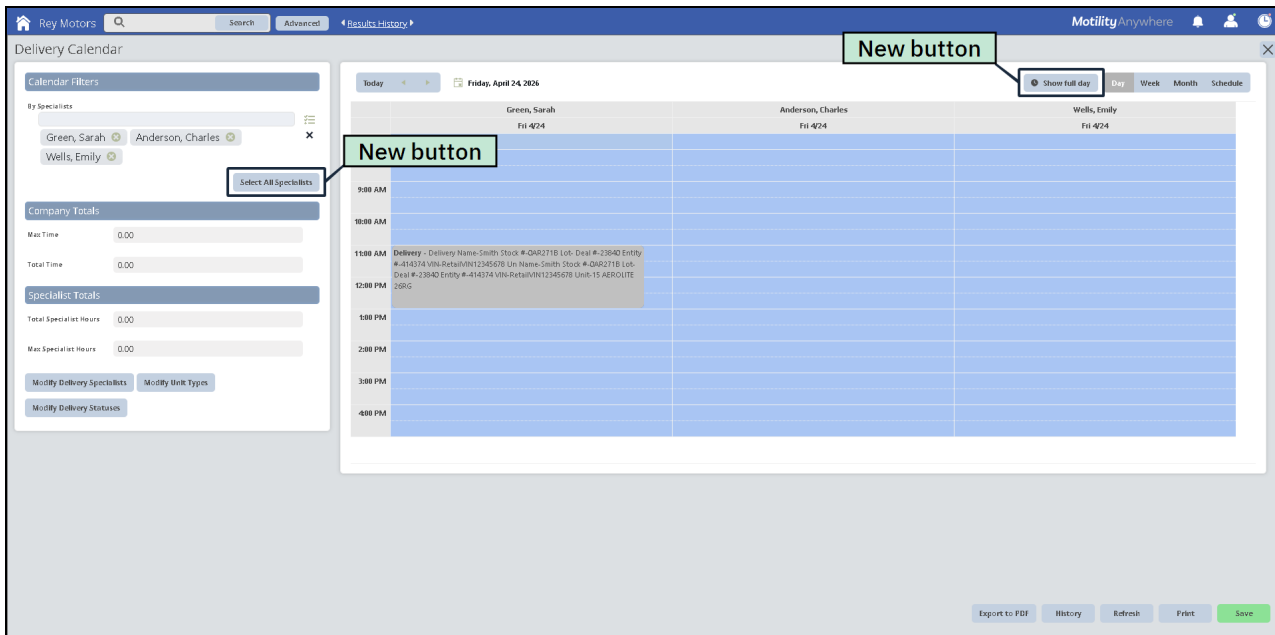 Rey Motors
Search
Advanced
Results History
MotilityAnywhere
Delivery Calendar
New button
Calendar Filters
Today
Friday, April 24, 2026
Show full day
Day
Week
Month
Schedule
By Specialists
Green, Sarah
Anderson, Charles
Wells, Emily
Fri 4/24
Fri 4/24
Fri 4/24
Green, Sarah
Anderson, Charles
Wells, Emily
New button
Select All Specialists
9:00 AM
10:00 AM
11:00 AM
12:00 PM
1:00 PM
2:00 PM
3:00 PM
4:00 PM
Delivery - Delivery Name-Smith Stock #-OAR271B Lot- Deal #-23840 Entity
#-414374 VIN-RetailVIN12345678 Un Name-Smith Stock #-OAR271B Lot-
Deal #-23840 Entity #-414374 VIN-RetailVIN12345678 Unit-15 AEROLITE
26RG
Company Totals
Max Time
0.00
Total Time
0.00
Specialist Totals
Total Specialist Hours
0.00
Max Specialist Hours
0.00
Modify Delivery Specialists
Modify Unit Types
Modify Delivery Statuses
Export to PDF
History
Refresh
Print
Save